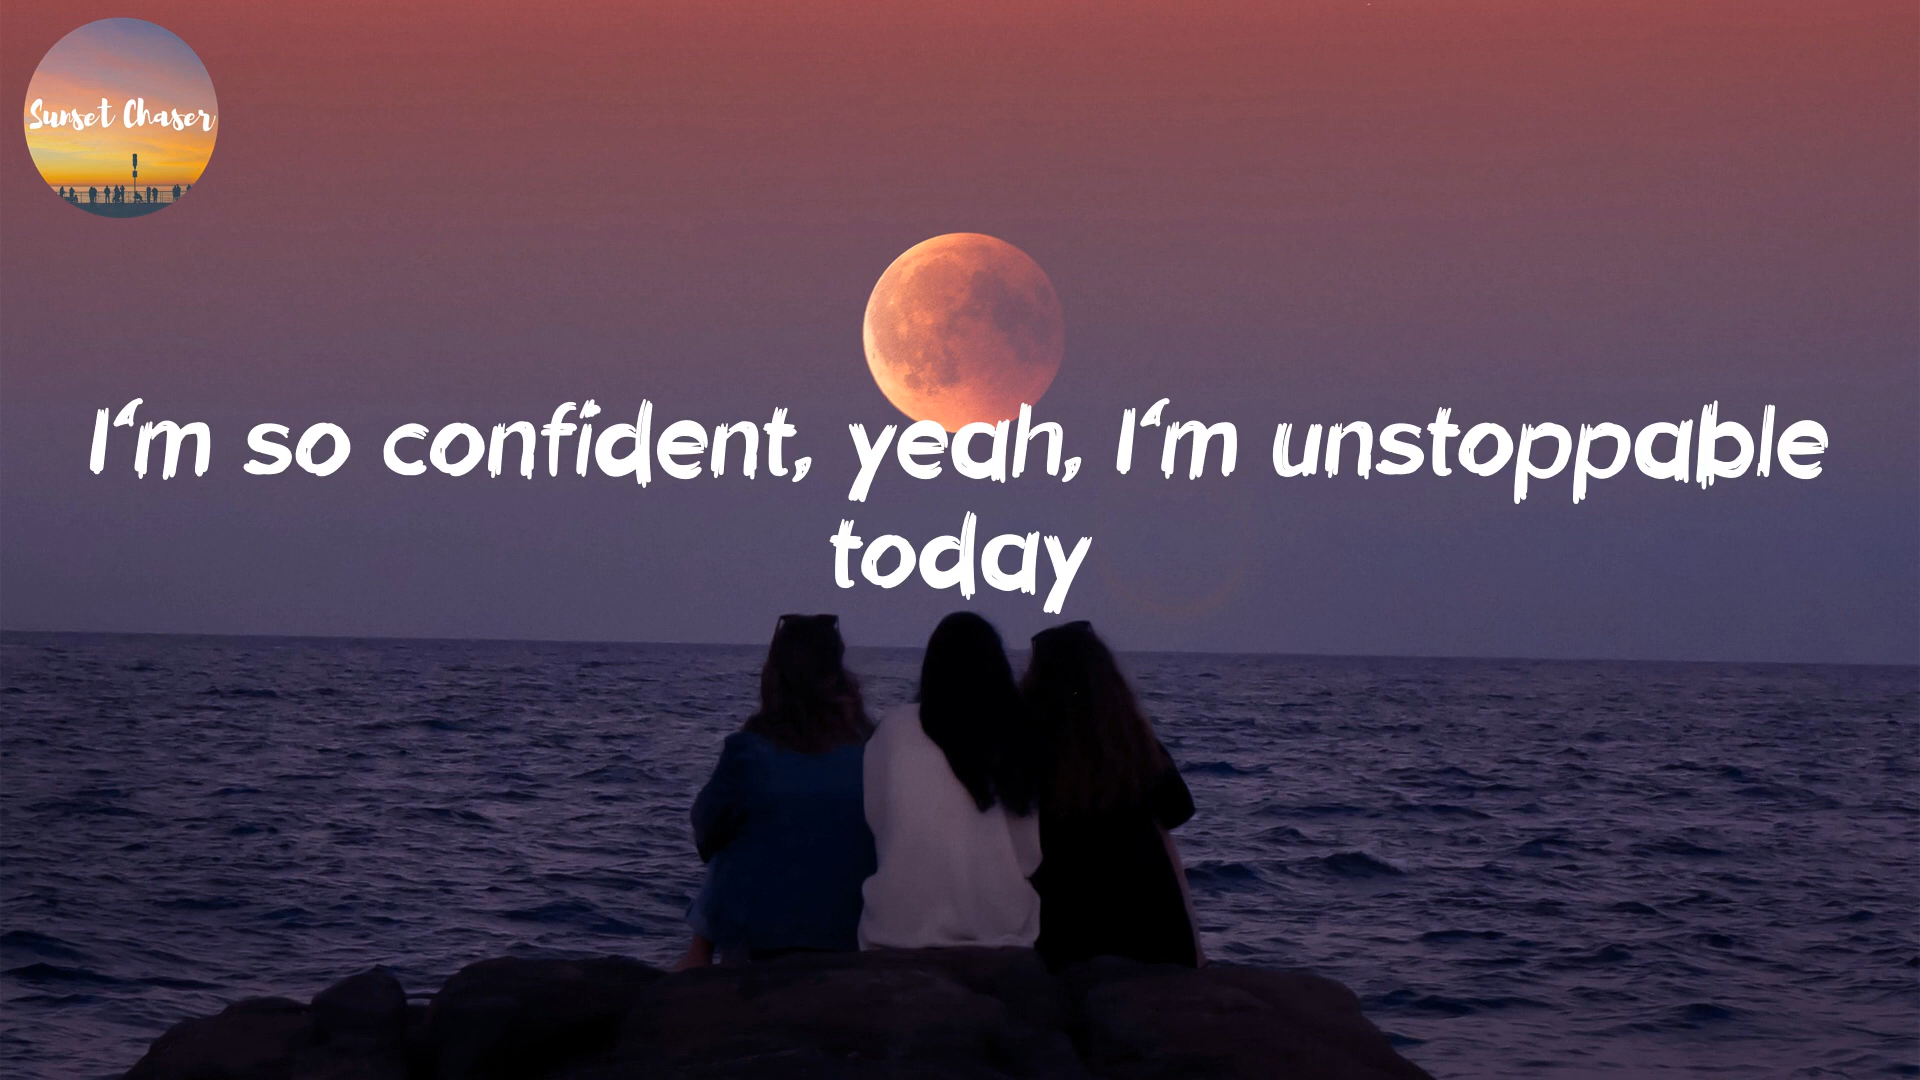 Sunset Chaser
I'm so confident, yeah, I'm unstoppable
today